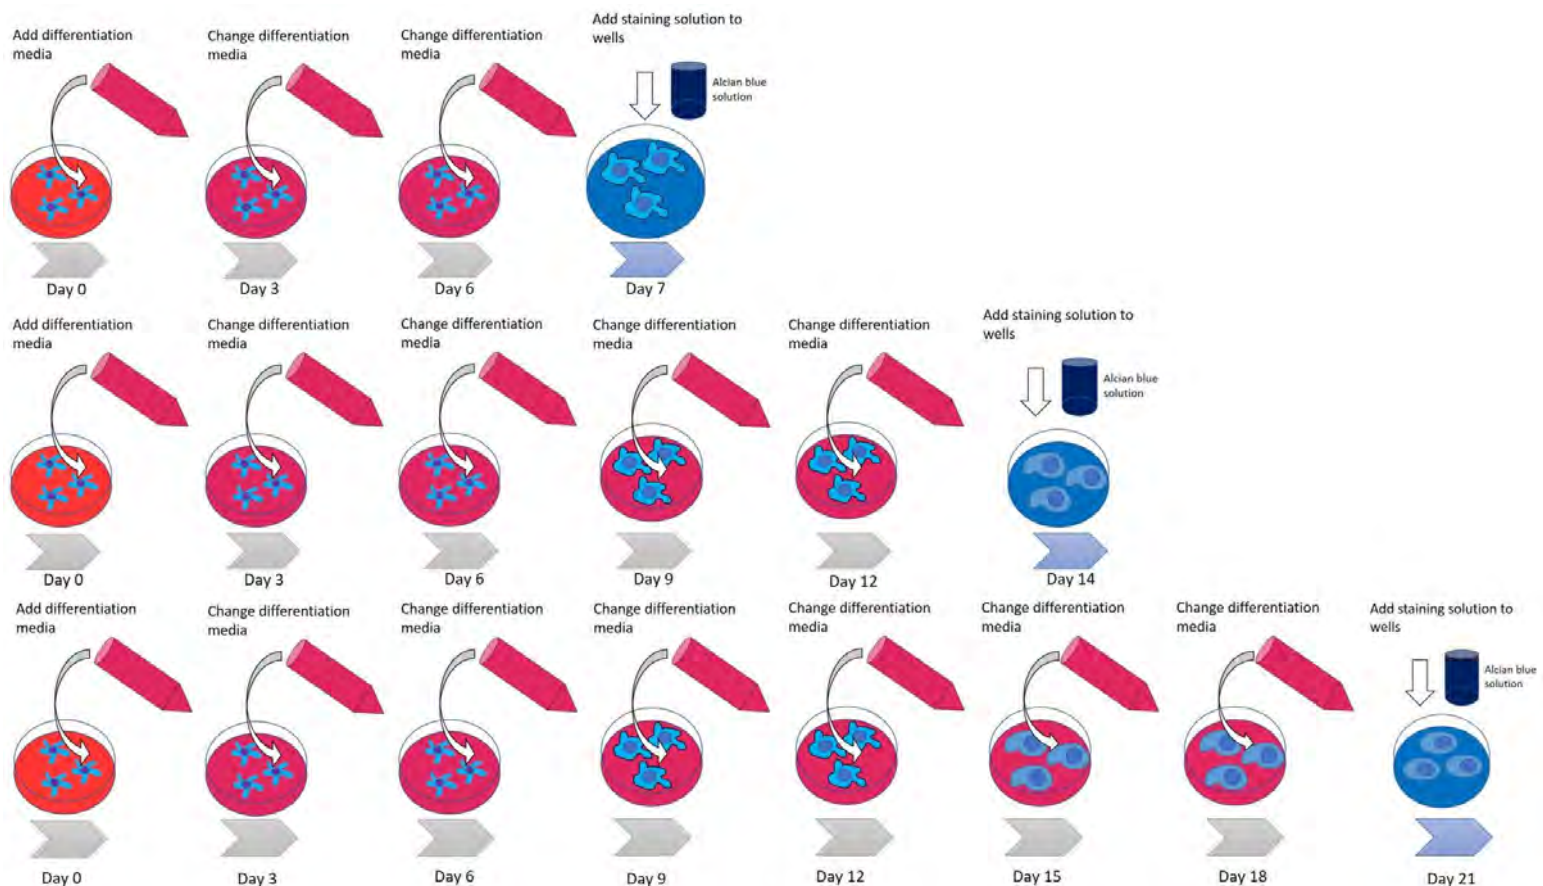 Add differentiation
media
Change differentiation
media
Change differentiation
media
Add staining solution to
wells
Alcian blue
solution
Day 0
Day 3
Day 6
Day 7
Add differentiation
media
Change differentiation
media
Change differentiation
media
Change differentiation
media
Change differentiation
media
Add staining solution to
wells
Alcian blue
solution
Day 0
Day 3
Day 6
Day 9
Day 12
Day 14
Add differentiation
media
Change differentiation
media
Change differentiation
media
Change differentiation
media
Change differentiation
media
Change differentiation
media
Change differentiation
media
Add staining solution to
wells
Alcian blue
solution
Day 0
Day 3
Day 6
Day 9
Day 12
Day 15
Day 18
Day 21